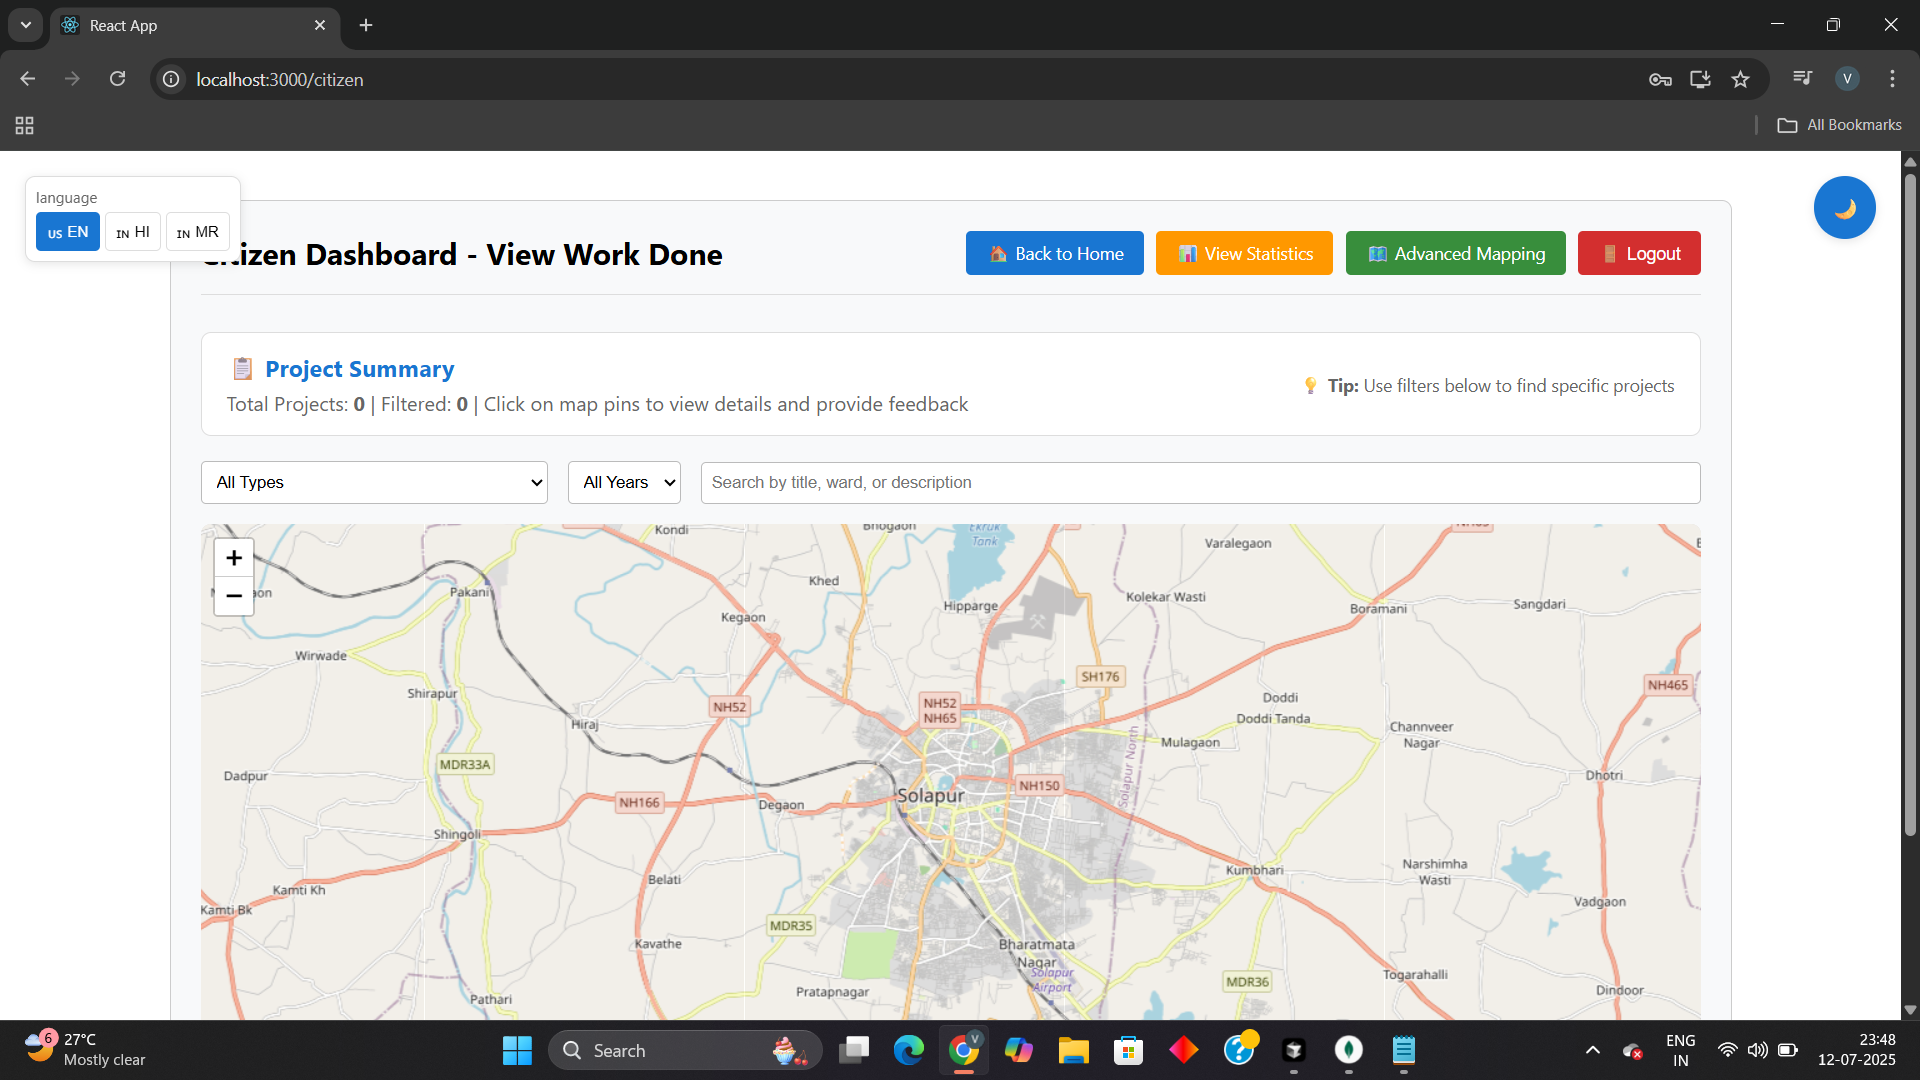 React App
localhost:3000/citizen
All Bookmarks
V
language
US EN
IN HI
IN MR
itizen Dashboard - View Work Done
Back to Home
View Statistics
Advanced Mapping
Logout
Project Summary
Total Projects: 0 | Filtered: 0 | Click on map pins to view details and provide feedback
Tip: Use filters below to find specific projects
All Types
All Years
Search by title, ward, or description
+
−
Kondi
Bhogaon
Ekruk
Tank
Varalegaon
Khed
Pakani
Hipparge
Kolekar Wasti
Boramani
Sangdari
Kegaon
Wirwade
SH176
NH465
Shirapur
NH52
NH52
NH65
Doddi
Doddi Tanda
Hiraj
Channveer
Nagar
Mulagaon
MDR33A
Solapur North
Dadpur
Dhotri
NH150
Solapur
NH166
Degaon
Shingoli
Narshimha
Wasti
Kumbhari
Belati
Kamti Kh
Vadgaon
Kamti Bk
MDR35
Kavathe
Bharatmata
Nagar
Solapur
Airport
Togarahalli
MDR36
Pratapnagar
Dindoor
Pathari
6
27°C
Mostly clear
Search
V
ENG
IN
23:48
12-07-2025